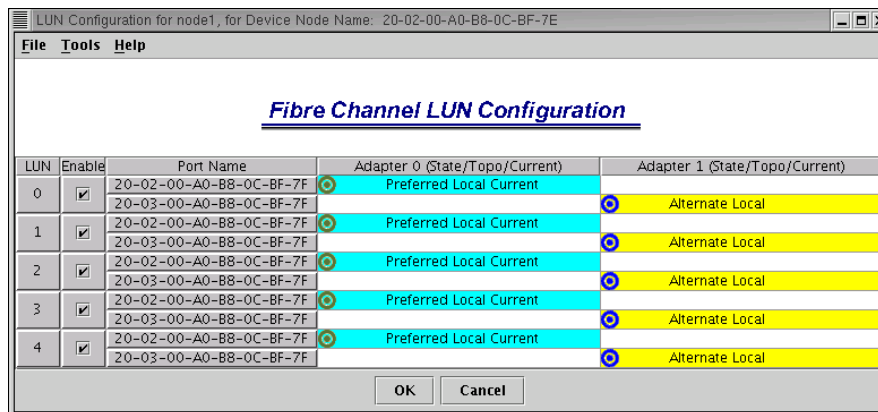 LUN Configuration for node1, for Device Node Name: 20-02-00-A0-B8-0C-BF-7E
File Tools Help
Fibre Channel LUN Configuration
LUN Enable Port Name Adapter 0 (State/Topo/Current) Adapter 1 (State/Topo/Current)
0 20-02-00-A0-B8-0C-BF-7F Preferred Local Current
20-03-00-A0-B8-0C-BF-7F Alternate Local
1 20-02-00-A0-B8-0C-BF-7F Preferred Local Current
20-03-00-A0-B8-0C-BF-7F Alternate Local
2 20-02-00-A0-B8-0C-BF-7F Preferred Local Current
20-03-00-A0-B8-0C-BF-7F Alternate Local
3 20-02-00-A0-B8-0C-BF-7F Preferred Local Current
20-03-00-A0-B8-0C-BF-7F Alternate Local
4 20-02-00-A0-B8-0C-BF-7F Preferred Local Current
20-03-00-A0-B8-0C-BF-7F Alternate Local
OK Cancel